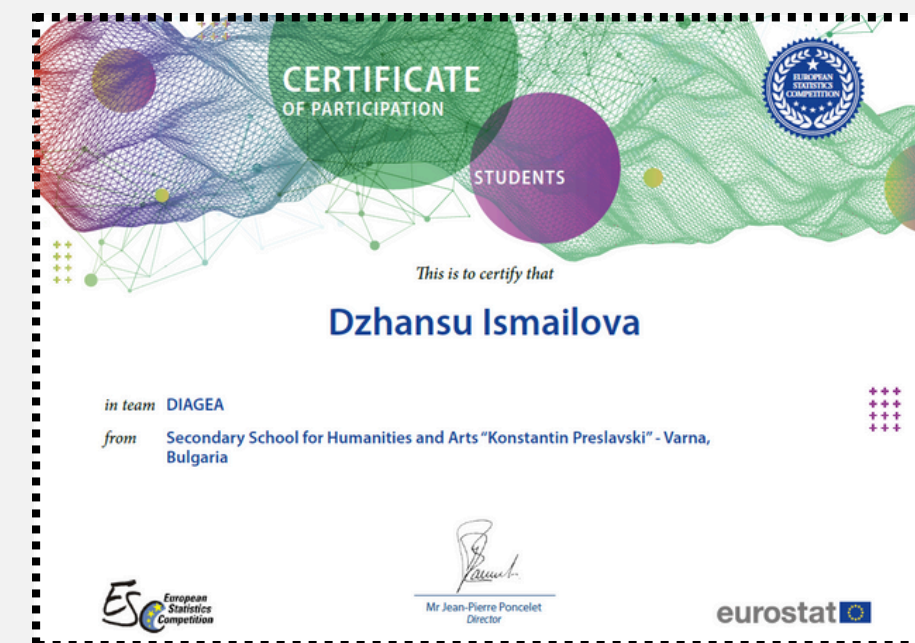 CERTIFICATE
OF PARTICIPATION
EUROPEAN
STATISTICS
COMPETITION
STUDENTS
This is to certify that
Dzhansu Ismailova
in team DIAGEA
from Secondary School for Humanities and Arts “Konstantin Preslavski” - Varna,
Bulgaria
ESC European
Statistics
Competition
Mr Jean-Pierre Poncelet
Director
eurostat